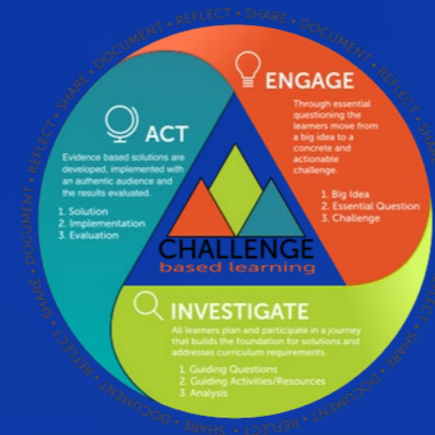 DOCUMENT • REFLECT • SHARE • DOCUMENT • REFLECT • SHARE
ENGAGE
Through essential
questioning the
learners move from
a big idea to a
concrete and
actionable
challenge.
1. Big Idea
2. Essential Question
3. Challenge
ACT
Evidence based solutions are
developed, implemented with
an authentic audience and
the results evaluated.
1. Solution
2. Implementation
3. Evaluation
CHALLENGE
based learning
INVESTIGATE
All learners plan and participate in a journey
that builds the foundation for solutions and
addresses curriculum requirements.
1. Guiding Questions
2. Guiding Activities/Resources
3. Analysis